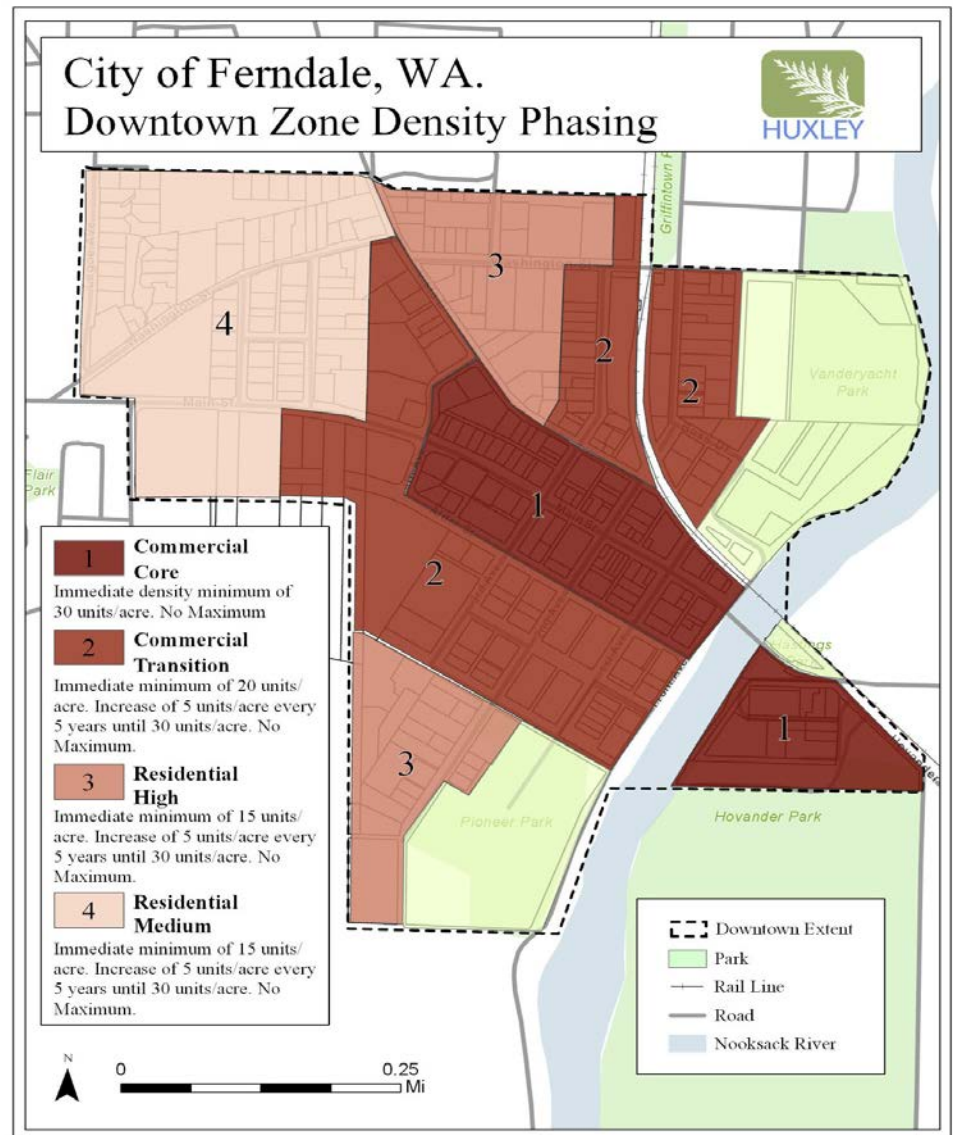 City of Ferndale, WA.
Downtown Zone Density Phasing
HUXLEY
Washington St
3
4
Washington St
2
2
Vanderyacht
Park
Main St
Flair
Park
1
Main St
2
Hastings
1
3
Pioneer Park
Hovander Park
1
Commercial
Core
Immediate density minimum of
30 units/acre. No Maximum
2
Commercial
Transition
Immediate minimum of 20 units/
acre. Increase of 5 units/acre every
5 years until 30 units/acre. No
Maximum.
3
Residential
High
Immediate minimum of 15 units/
acre. Increase of 5 units/acre every
5 years until 30 units/acre. No
Maximum.
4
Residential
Medium
Immediate minimum of 15 units/
acre. Increase of 5 units/acre every
5 years until 30 units/acre. No
Maximum.
Downtown Extent
Park
Rail Line
Road
Nooksack River
N
0
0.25
Mi